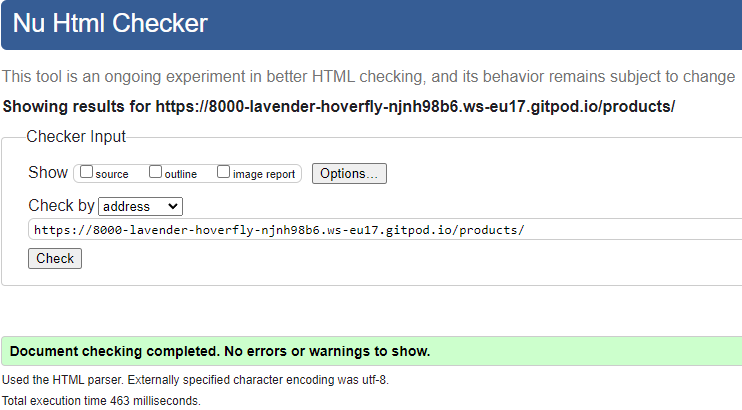 Nu Html Checker
This tool is an ongoing experiment in better HTML checking, and its behavior remains subject to change
Showing results for https://8000-lavender-hoverfly-njnh98b6.ws-eu17.gitpod.io/products/
Checker Input
Show source outline image report Options...
Check by address
https://8000-lavender-hoverfly-njnh98b6.ws-eu17.gitpod.io/products/
Check
Document checking completed. No errors or warnings to show.
Used the HTML parser. Externally specified character encoding was utf-8.
Total execution time 463 milliseconds.